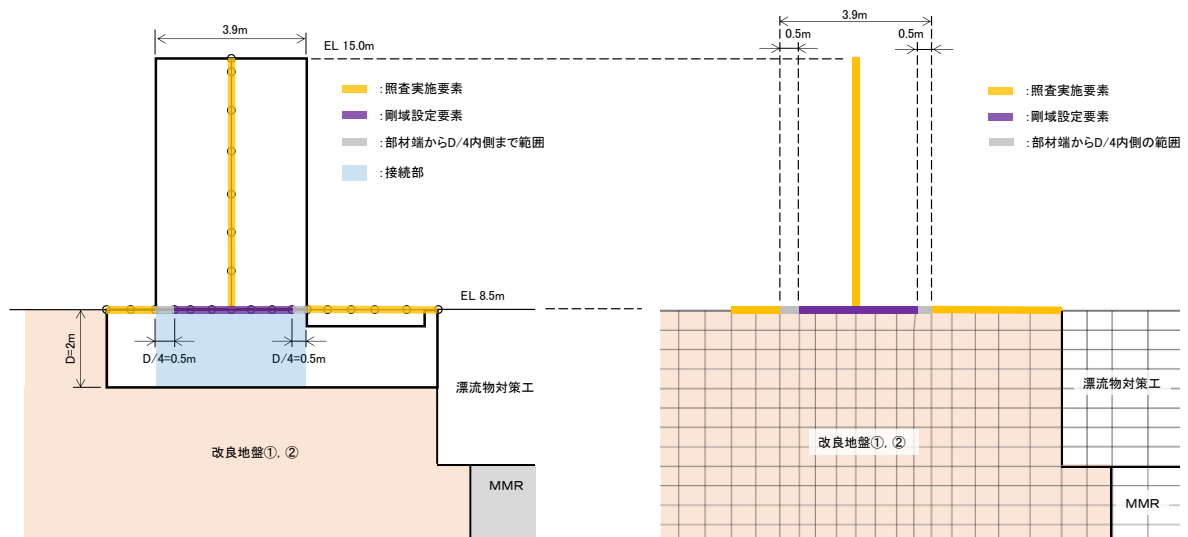 3.9m
EL 15.0m
:照査実施要素
:剛域設定要素
:部材端からD/4内側まで範囲
:接続部
EL 8.5m
D=2m
D/4=0.5m
D/4=0.5m
漂流物対策工
改良地盤①, ②
MMR
3.9m
0.5m
0.5m
:照査実施要素
:剛域設定要素
:部材端からD/4内側の範囲
漂流物対策工
改良地盤①, ②
MMR